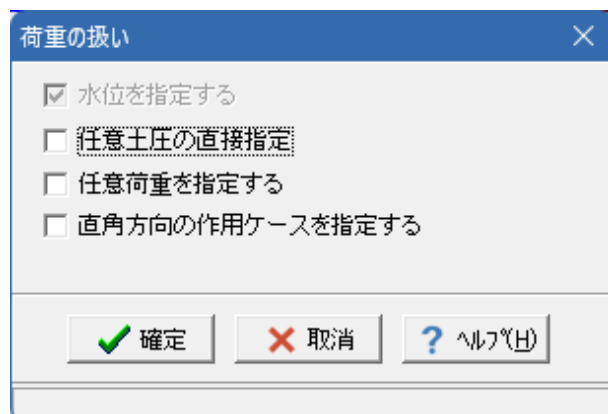 荷重の扱い
水位を指定する
任意土圧の直接指定
任意荷重を指定する
直角方向の作用ケースを指定する
確定 取消 ﾍﾙﾌﾟ(H)